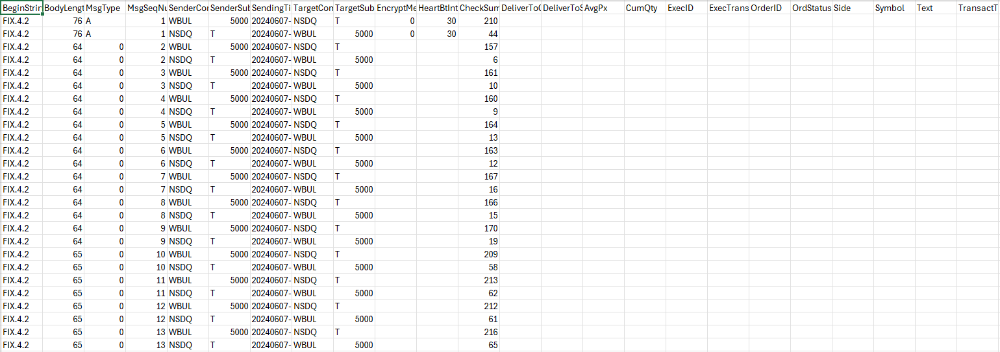 BeginStrin BodyLengt MsgType MsgSeqNu SenderCor SenderSub SendingTi TargetCon TargetSub EncryptMe HeartBtInt CheckSum DeliverToC DeliverToS AvgPx CumQty ExecID ExecTrans OrderID OrdStatus Side Symbol Text TransactT
FIX.4.2 76 A 1 WBUL 5000 20240607- NSDQ T 0 30 210
FIX.4.2 76 A 1 NSDQ T 20240607- WBUL 5000 0 30 44
FIX.4.2 64 0 2 WBUL 5000 20240607- NSDQ T 157
FIX.4.2 64 0 2 NSDQ T 20240607- WBUL 5000 6
FIX.4.2 64 0 3 WBUL 5000 20240607- NSDQ T 161
FIX.4.2 64 0 3 NSDQ T 20240607- WBUL 5000 10
FIX.4.2 64 0 4 WBUL 5000 20240607- NSDQ T 160
FIX.4.2 64 0 4 NSDQ T 20240607- WBUL 5000 9
FIX.4.2 64 0 5 WBUL 5000 20240607- NSDQ T 164
FIX.4.2 64 0 5 NSDQ T 20240607- WBUL 5000 13
FIX.4.2 64 0 6 WBUL 5000 20240607- NSDQ T 163
FIX.4.2 64 0 6 NSDQ T 20240607- WBUL 5000 12
FIX.4.2 64 0 7 WBUL 5000 20240607- NSDQ T 167
FIX.4.2 64 0 7 NSDQ T 20240607- WBUL 5000 16
FIX.4.2 64 0 8 WBUL 5000 20240607- NSDQ T 166
FIX.4.2 64 0 8 NSDQ T 20240607- WBUL 5000 15
FIX.4.2 64 0 9 WBUL 5000 20240607- NSDQ T 170
FIX.4.2 64 0 9 NSDQ T 20240607- WBUL 5000 19
FIX.4.2 65 0 10 WBUL 5000 20240607- NSDQ T 209
FIX.4.2 65 0 10 NSDQ T 20240607- WBUL 5000 58
FIX.4.2 65 0 11 WBUL 5000 20240607- NSDQ T 213
FIX.4.2 65 0 11 NSDQ T 20240607- WBUL 5000 62
FIX.4.2 65 0 12 WBUL 5000 20240607- NSDQ T 212
FIX.4.2 65 0 12 NSDQ T 20240607- WBUL 5000 61
FIX.4.2 65 0 13 WBUL 5000 20240607- NSDQ T 216
FIX.4.2 65 0 13 NSDQ T 20240607- WBUL 5000 65